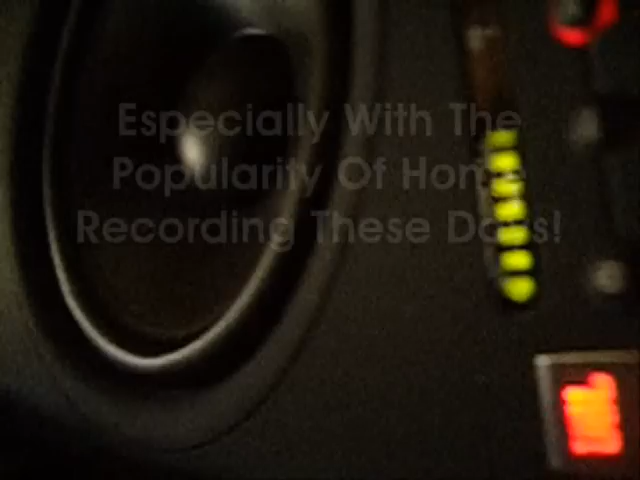 Especially With The
Popularity Of Home
Recording These Days!